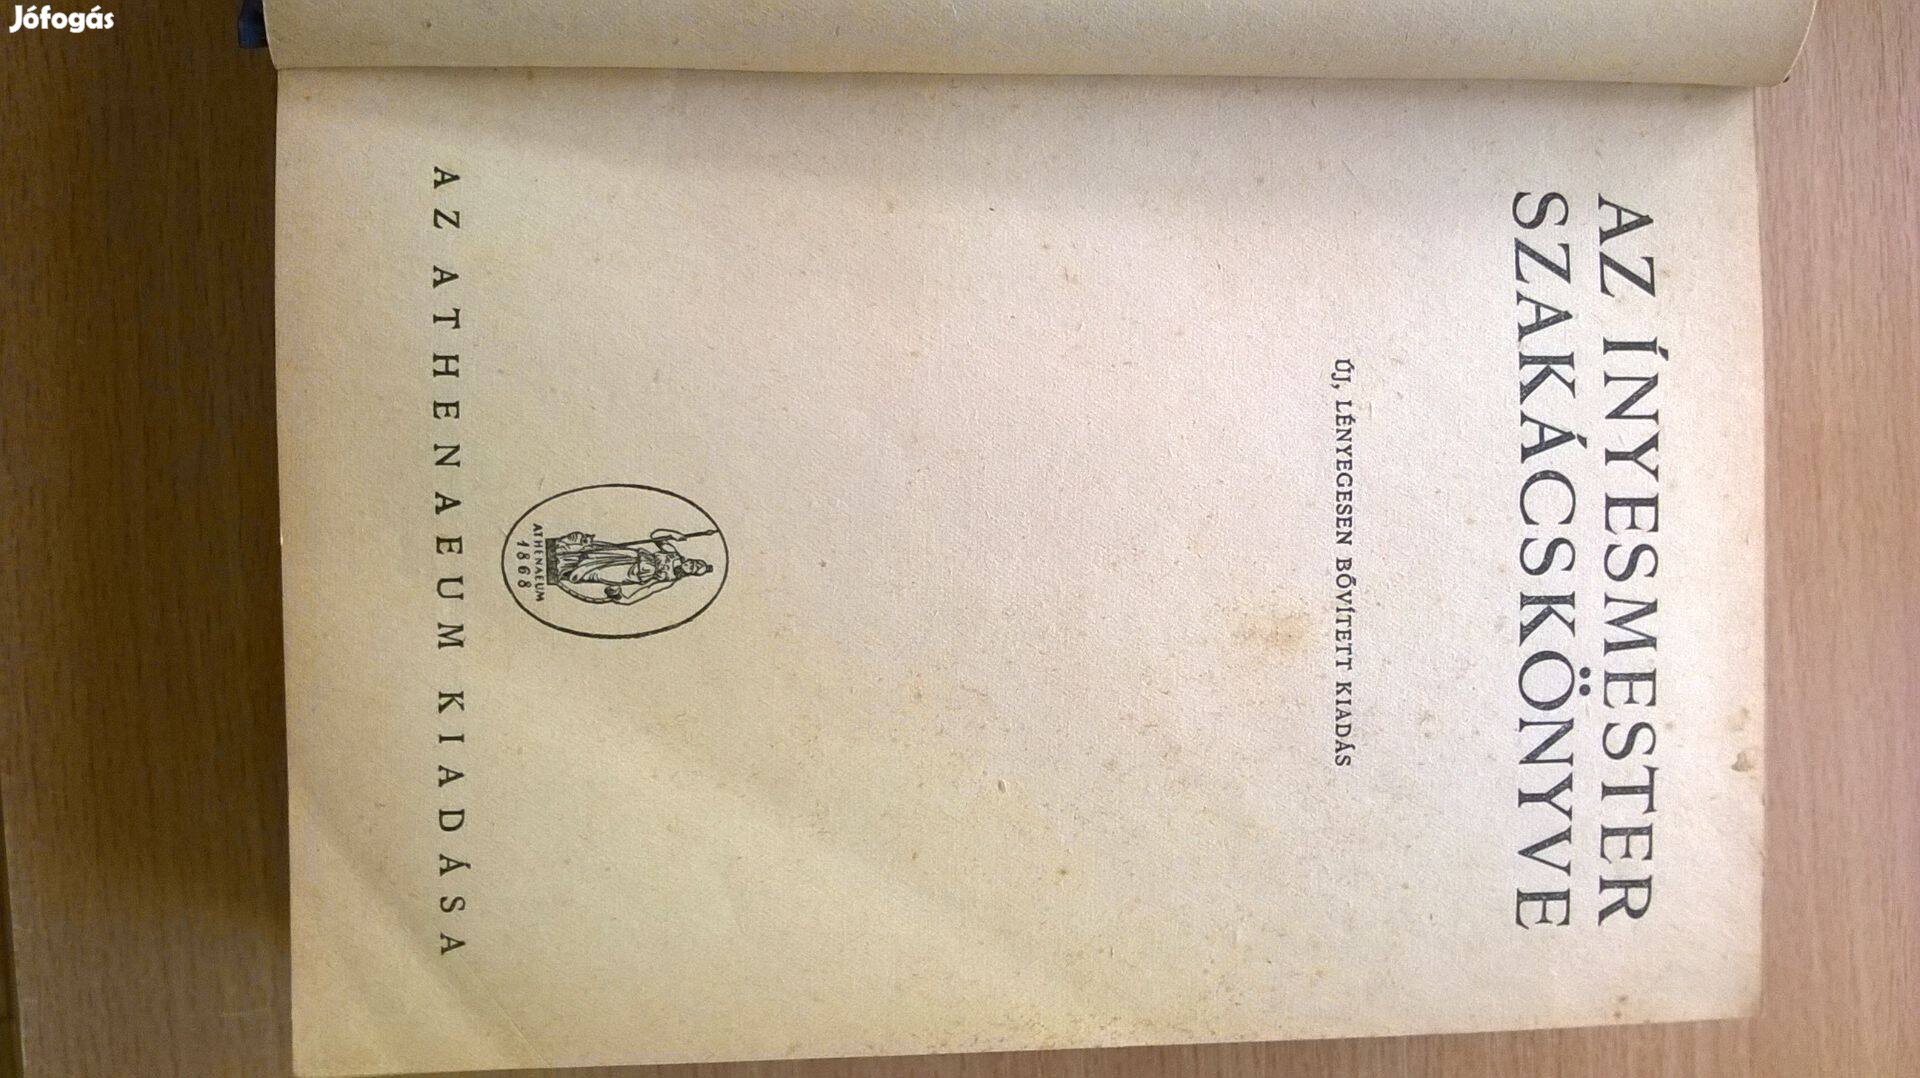 Jófogás
AZ ÍNYESMESTER
SZAKÁCSKÖNYVE
ÚJ, LÉNYEGESEN BŐVÍTETT KIADÁS
ATHENAEUM
1868
AZ ATHENAEUM KIADÁSA